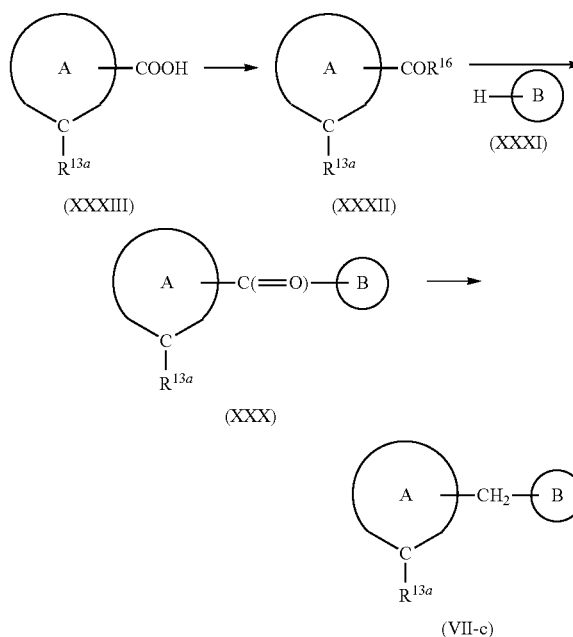 A —COOH → A —COR¹⁶ →
H— B
(XXXI)
C C
R¹³ᵃ R¹³ᵃ
(XXXIII) (XXXII)
A —C(═O)— B →
C
R¹³ᵃ
(XXX)
A —CH₂— B
C
R¹³ᵃ
(VII-c)